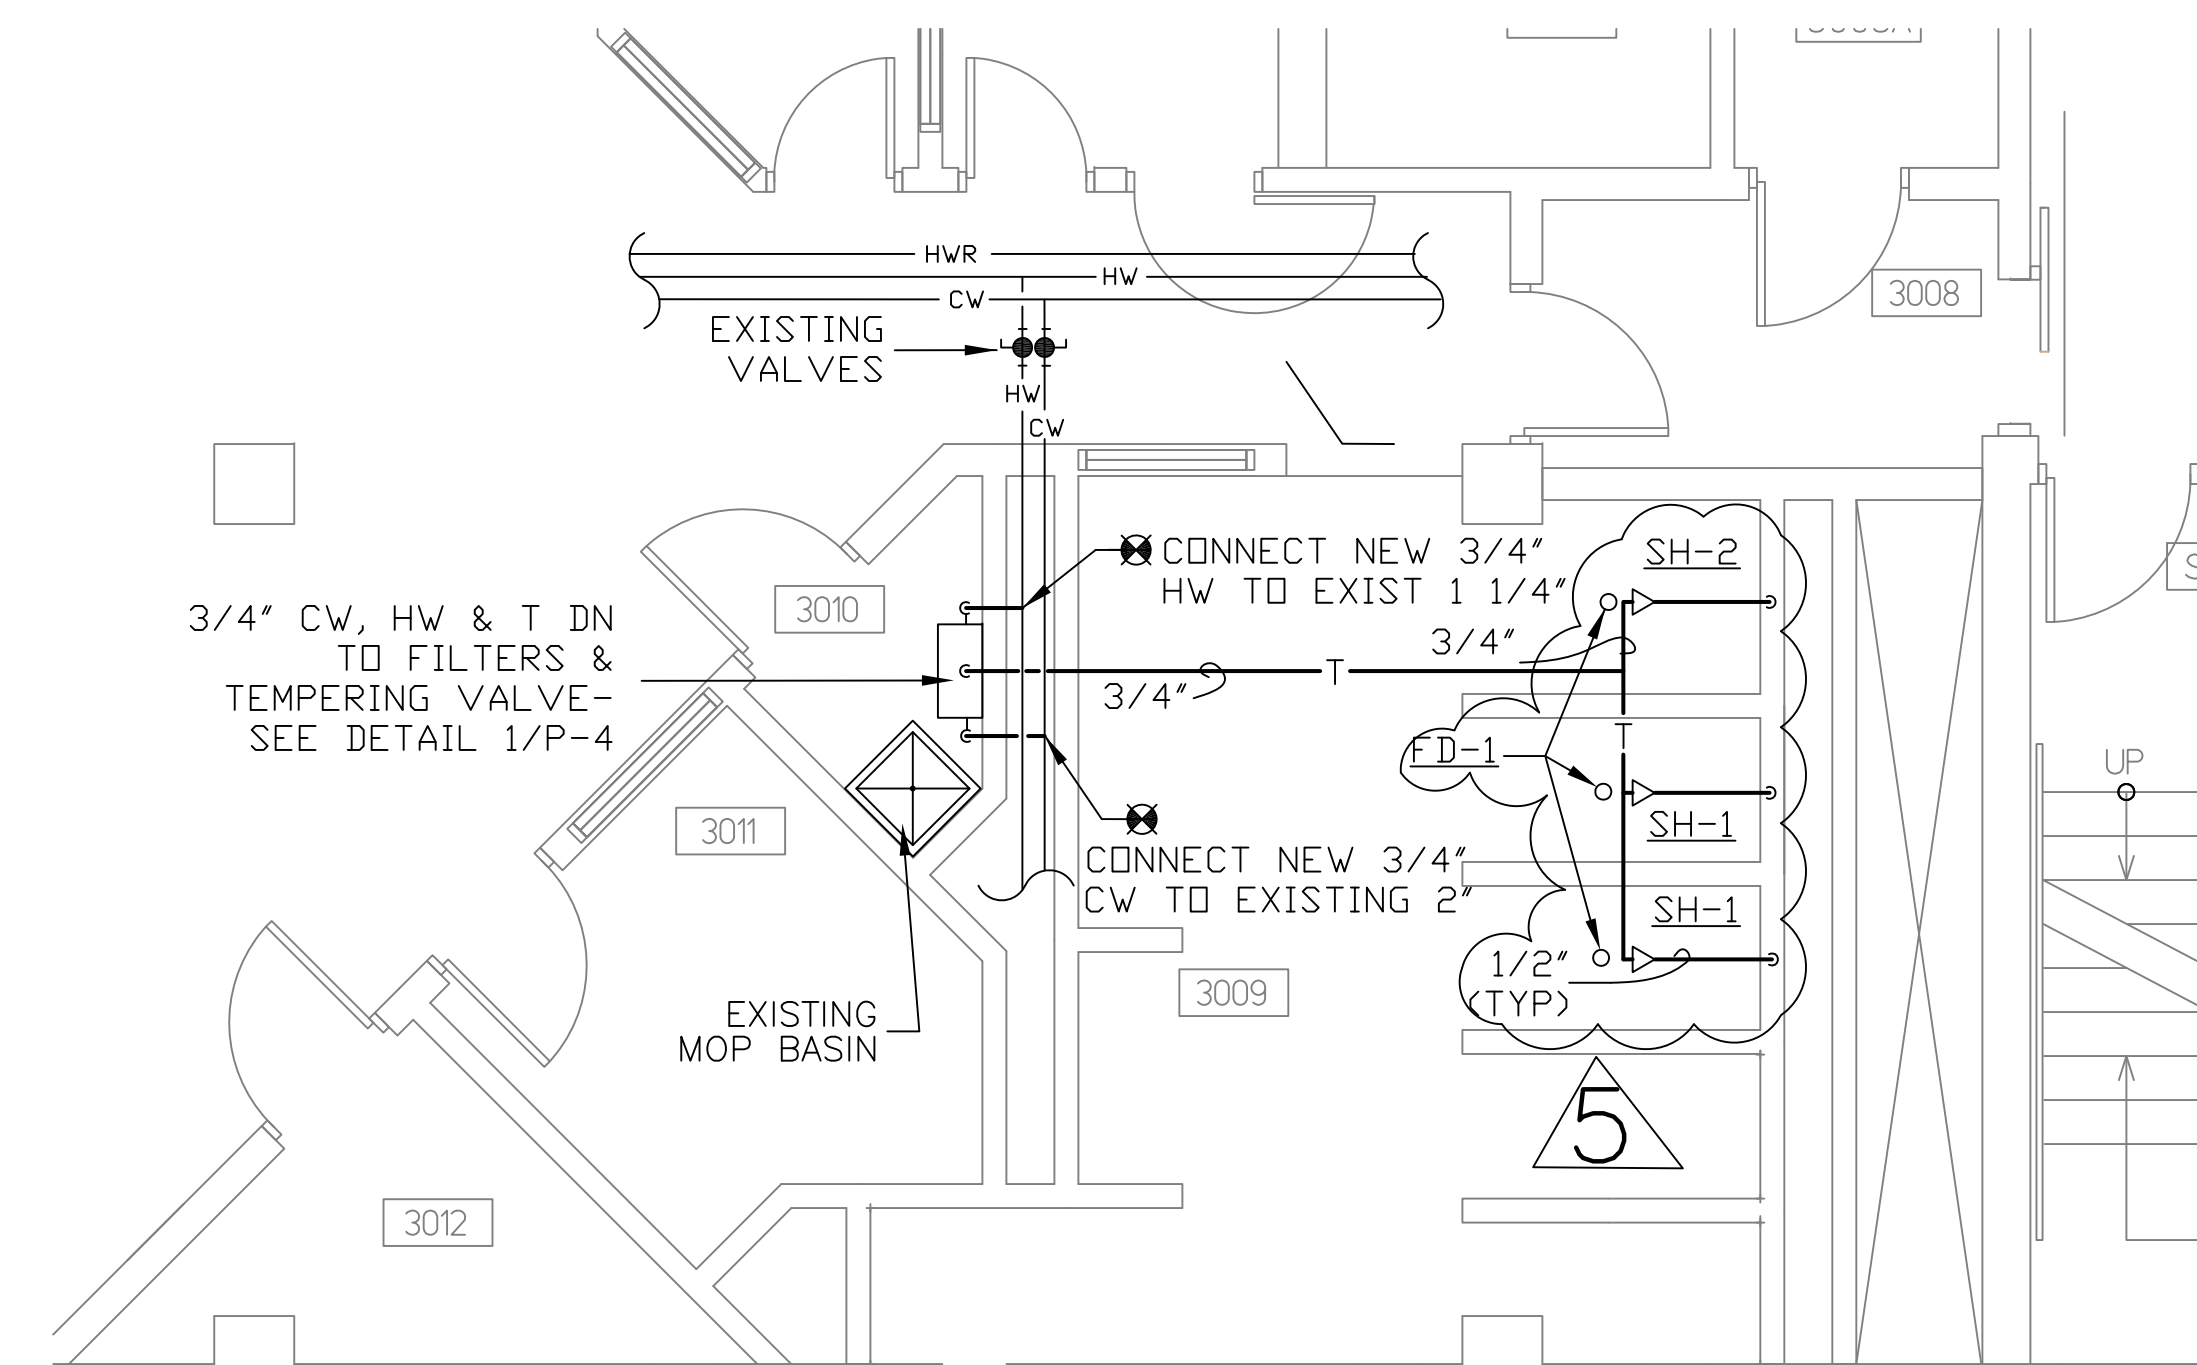 HWR
HW
CW
3008
EXISTING
VALVES
HW
CW
CONNECT NEW 3/4"
HW TO EXIST 1 1/4"
SH-2
3010
3/4" CW, HW & T DN
TO FILTERS &
TEMPERING VALVE-
SEE DETAIL 1/P-4
3/4"
T
3/4"
T
FD-1
UP
3011
SH-1
CONNECT NEW 3/4"
CW TO EXISTING 2"
SH-1
1/2"
(TYP)
3009
EXISTING
MOP BASIN
5
3012